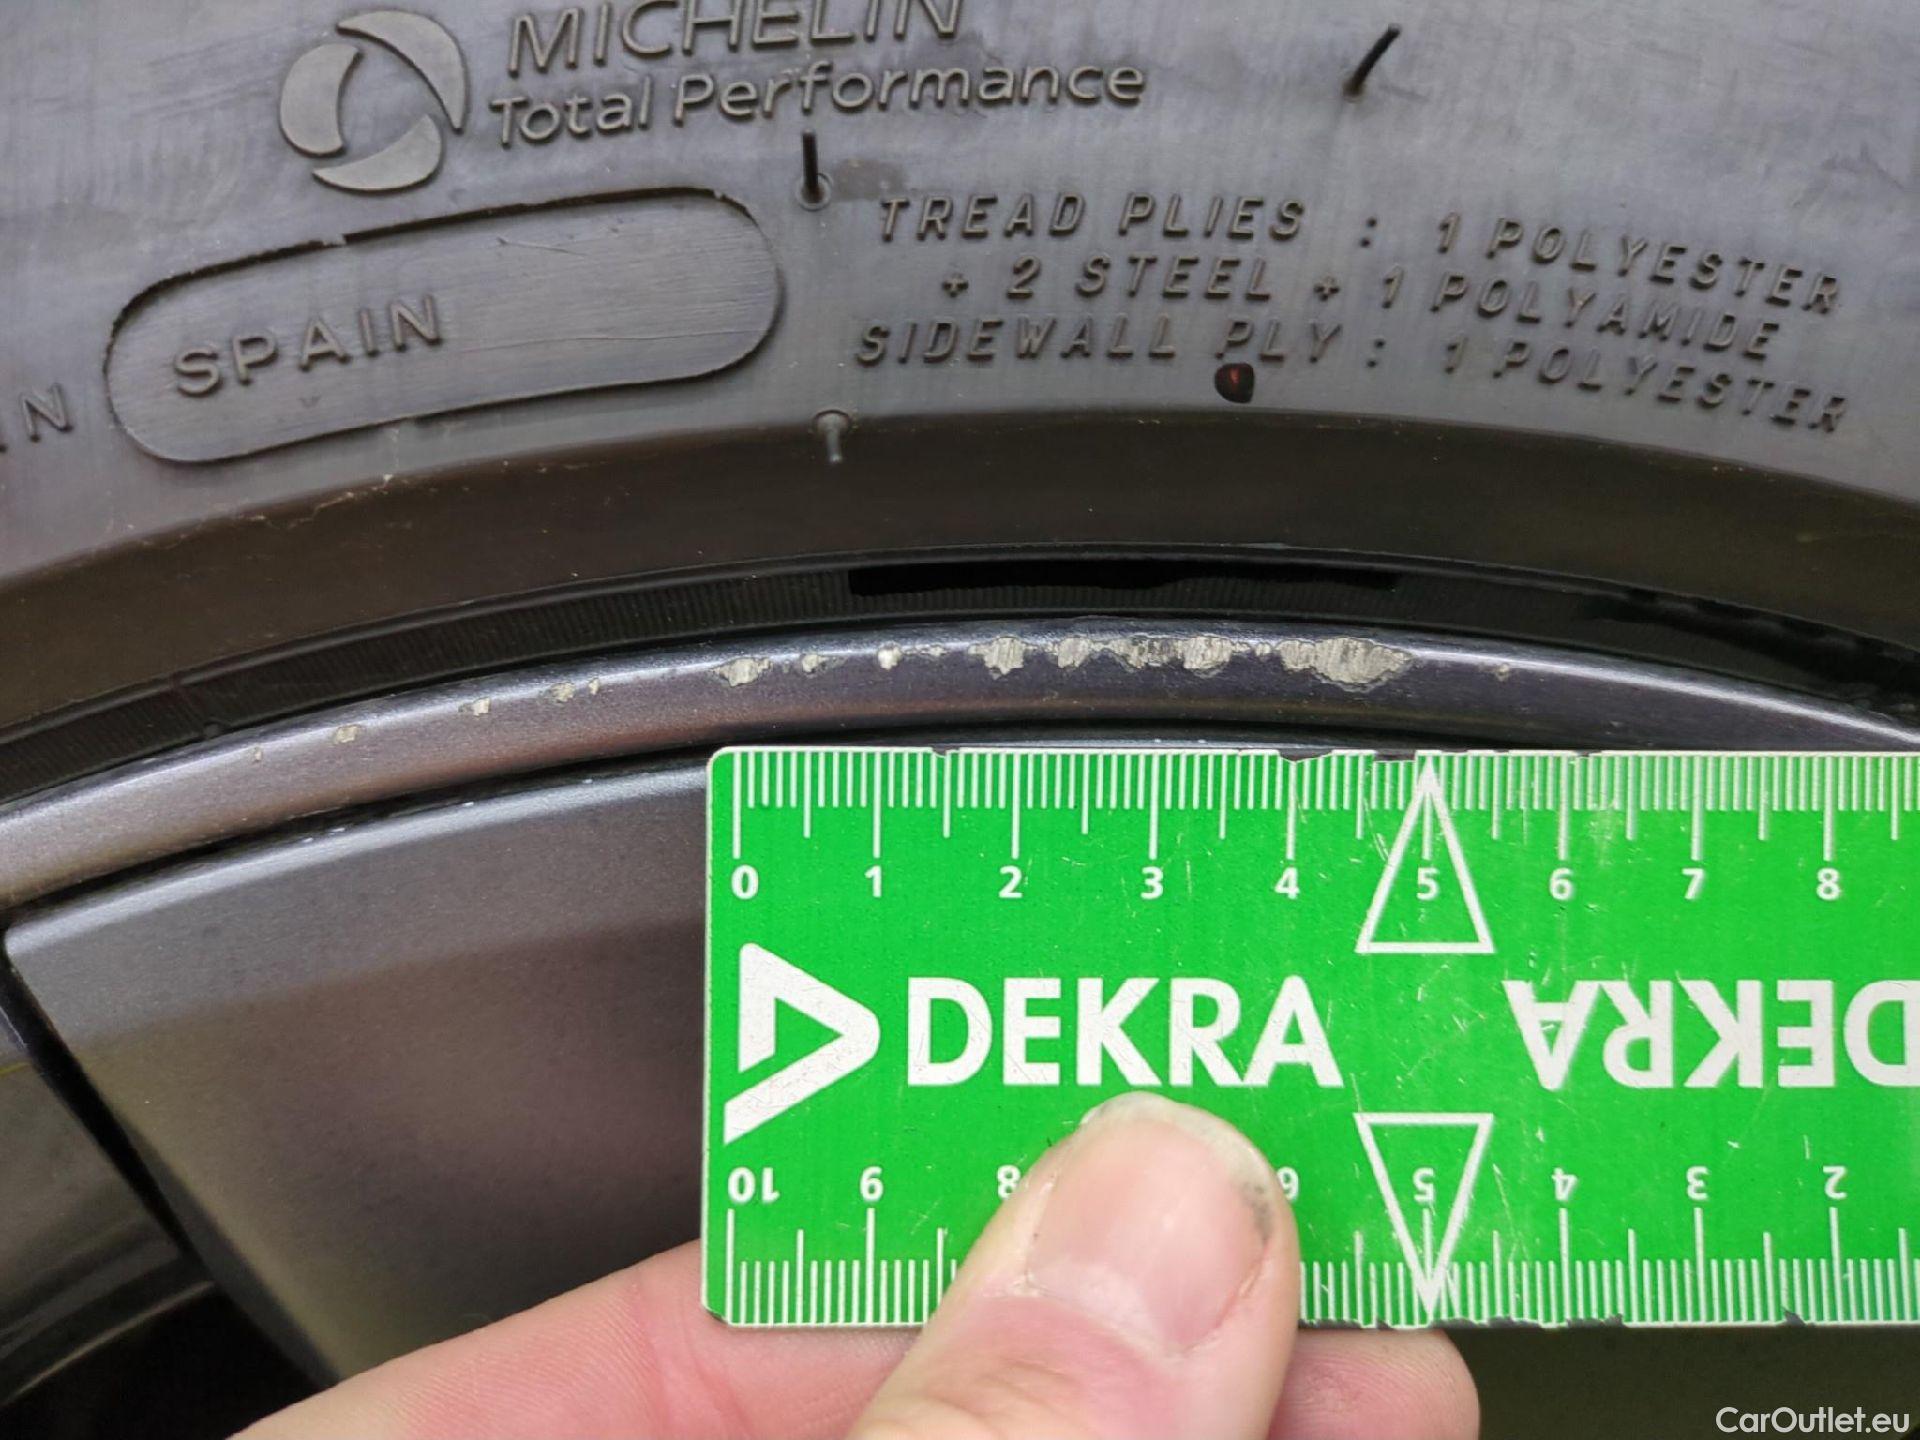 MICHELIN
Total Performance
TREAD PLIES : 1 POLYESTER
+ 2 STEEL + 1 POLYAMIDE
SIDEWALL PLY : 1 POLYESTER
SPAIN
IN
0 1 2 3 4 5 6 7 8
DEKRA DEKRA
10 9 8 6 5 4 3 2
CarOutlet.eu